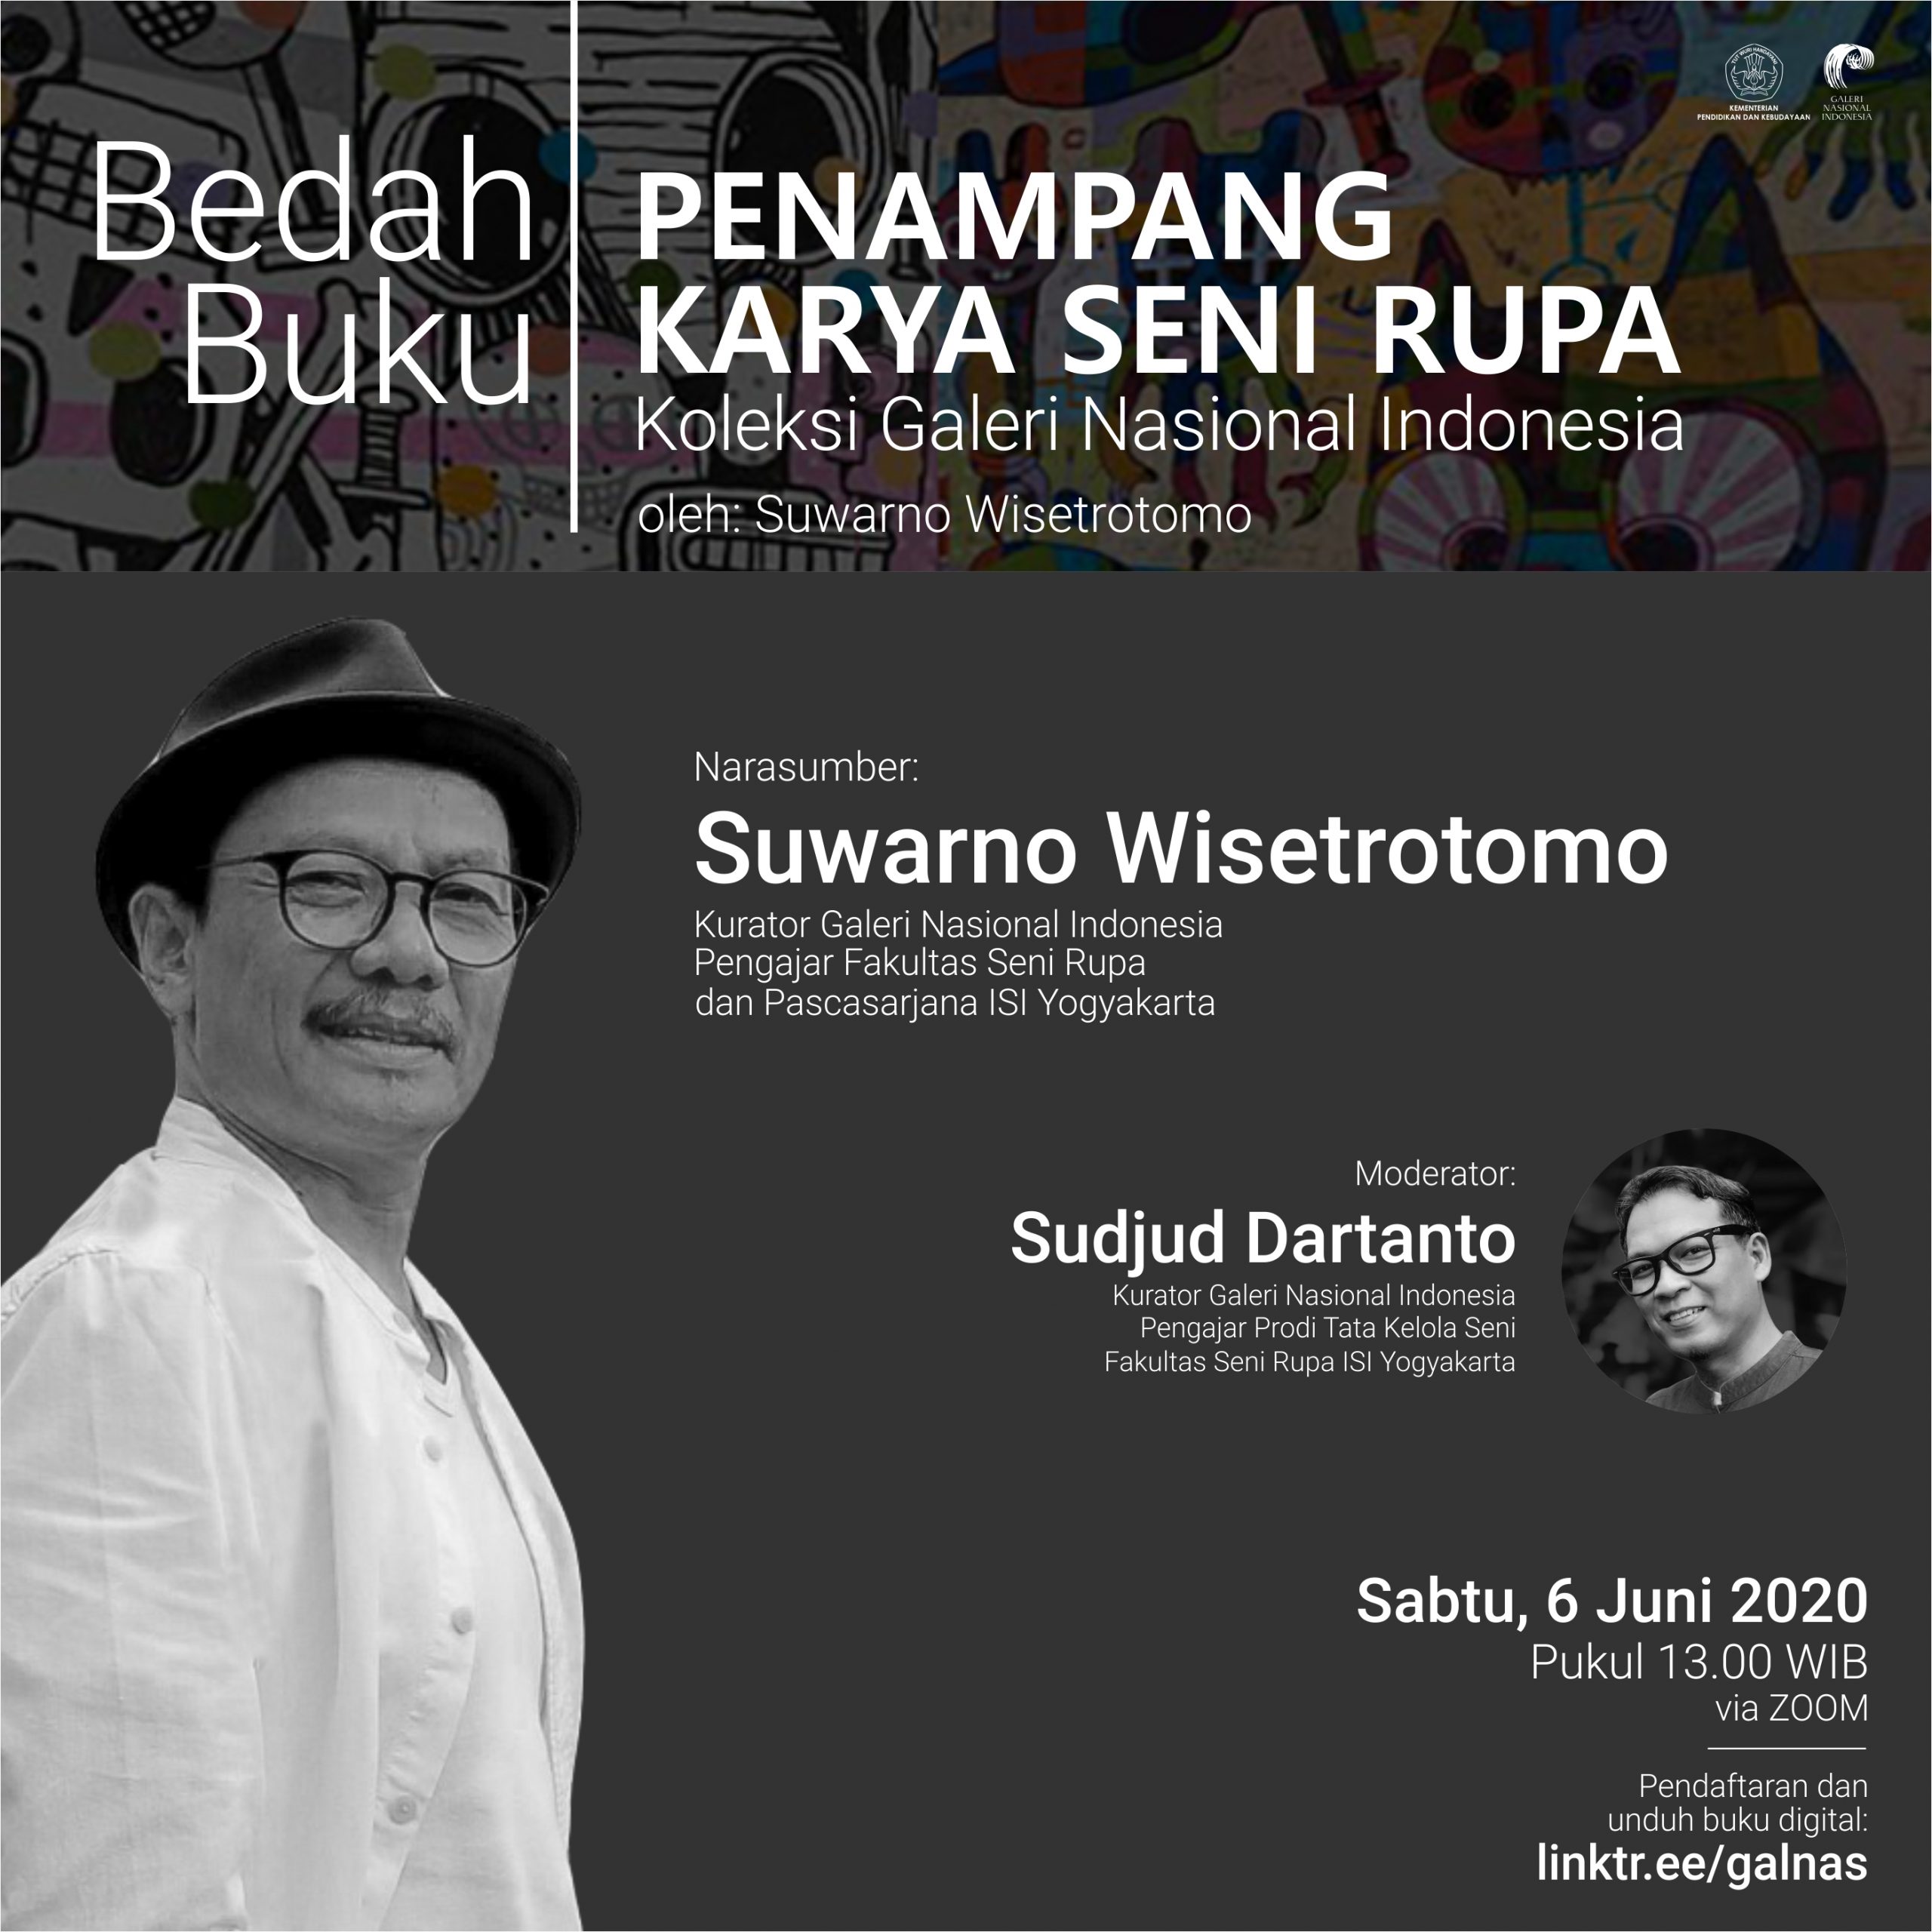 Bedah
Buku
PENAMPANG
KARYA SENI RUPA
Koleksi Galeri Nasional Indonesia
oleh: Suwarno Wisetrotomo
TUT WURI HANDAYANI
KEMENTERIAN
PENDIDIKAN DAN KEBUDAYAAN
GALERI
NASIONAL
INDONESIA
Narasumber:
Suwarno Wisetrotomo
Kurator Galeri Nasional Indonesia
Pengajar Fakultas Seni Rupa
dan Pascasarjana ISI Yogyakarta
Moderator:
Sudjud Dartanto
Kurator Galeri Nasional Indonesia
Pengajar Prodi Tata Kelola Seni
Fakultas Seni Rupa ISI Yogyakarta
Sabtu, 6 Juni 2020
Pukul 13.00 WIB
via ZOOM
Pendaftaran dan
unduh buku digital:
linktr.ee/galnas